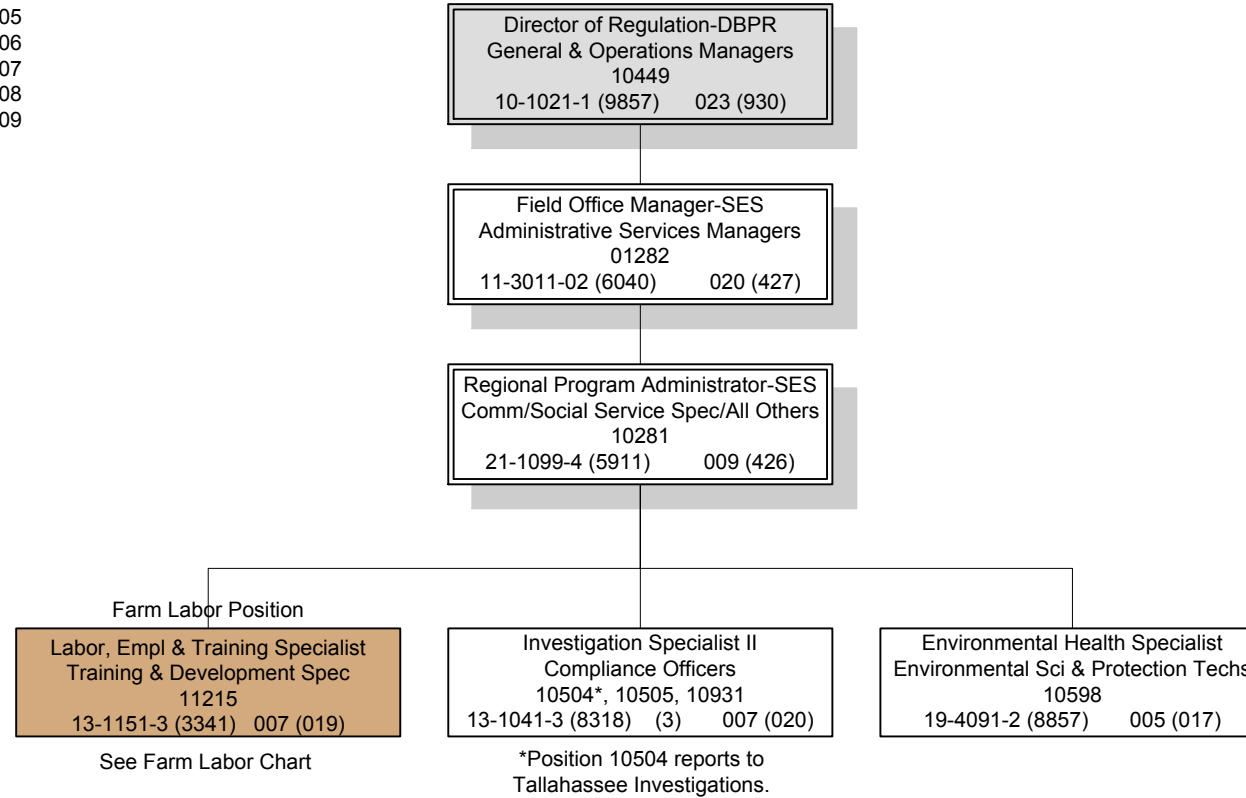 05
06
07
08
09
Director of Regulation-DBPR
General & Operations Managers
10449
10-1021-1 (9857) 023 (930)
Field Office Manager-SES
Administrative Services Managers
01282
11-3011-02 (6040) 020 (427)
Regional Program Administrator-SES
Comm/Social Service Spec/All Others
10281
21-1099-4 (5911) 009 (426)
Farm Labor Position
Labor, Empl & Training Specialist
Training & Development Spec
11215
13-1151-3 (3341) 007 (019)
See Farm Labor Chart
Investigation Specialist II
Compliance Officers
10504*, 10505, 10931
13-1041-3 (8318) (3) 007 (020)
*Position 10504 reports to
Tallahassee Investigations.
Environmental Health Specialist
Environmental Sci & Protection Techs
10598
19-4091-2 (8857) 005 (017)